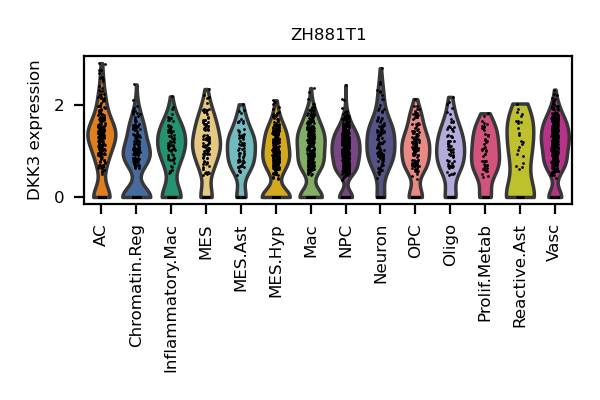 ZH881T1
DKK3 expression
2
0
AC
Chromatin.Reg
Inflammatory.Mac
MES
MES.Ast
MES.Hyp
Mac
NPC
Neuron
OPC
Oligo
Prolif.Metab
Reactive.Ast
Vasc